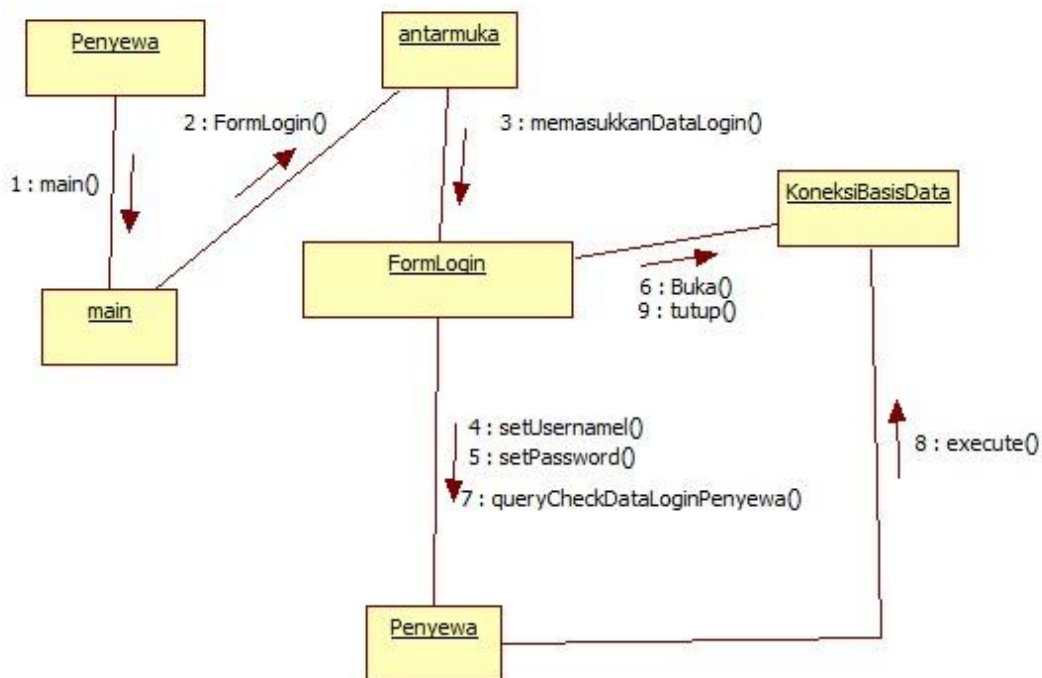 Penyewa
antarmuka
2 : FormLogin()
3 : memasukkanDataLogin()
1 : main()
KoneksiBasisData
FormLogin
main
6 : Buka()
9 : tutup()
4 : setUsernamel()
5 : setPassword()
7 : queryCheckDataLoginPenyewa()
8 : execute()
Penyewa